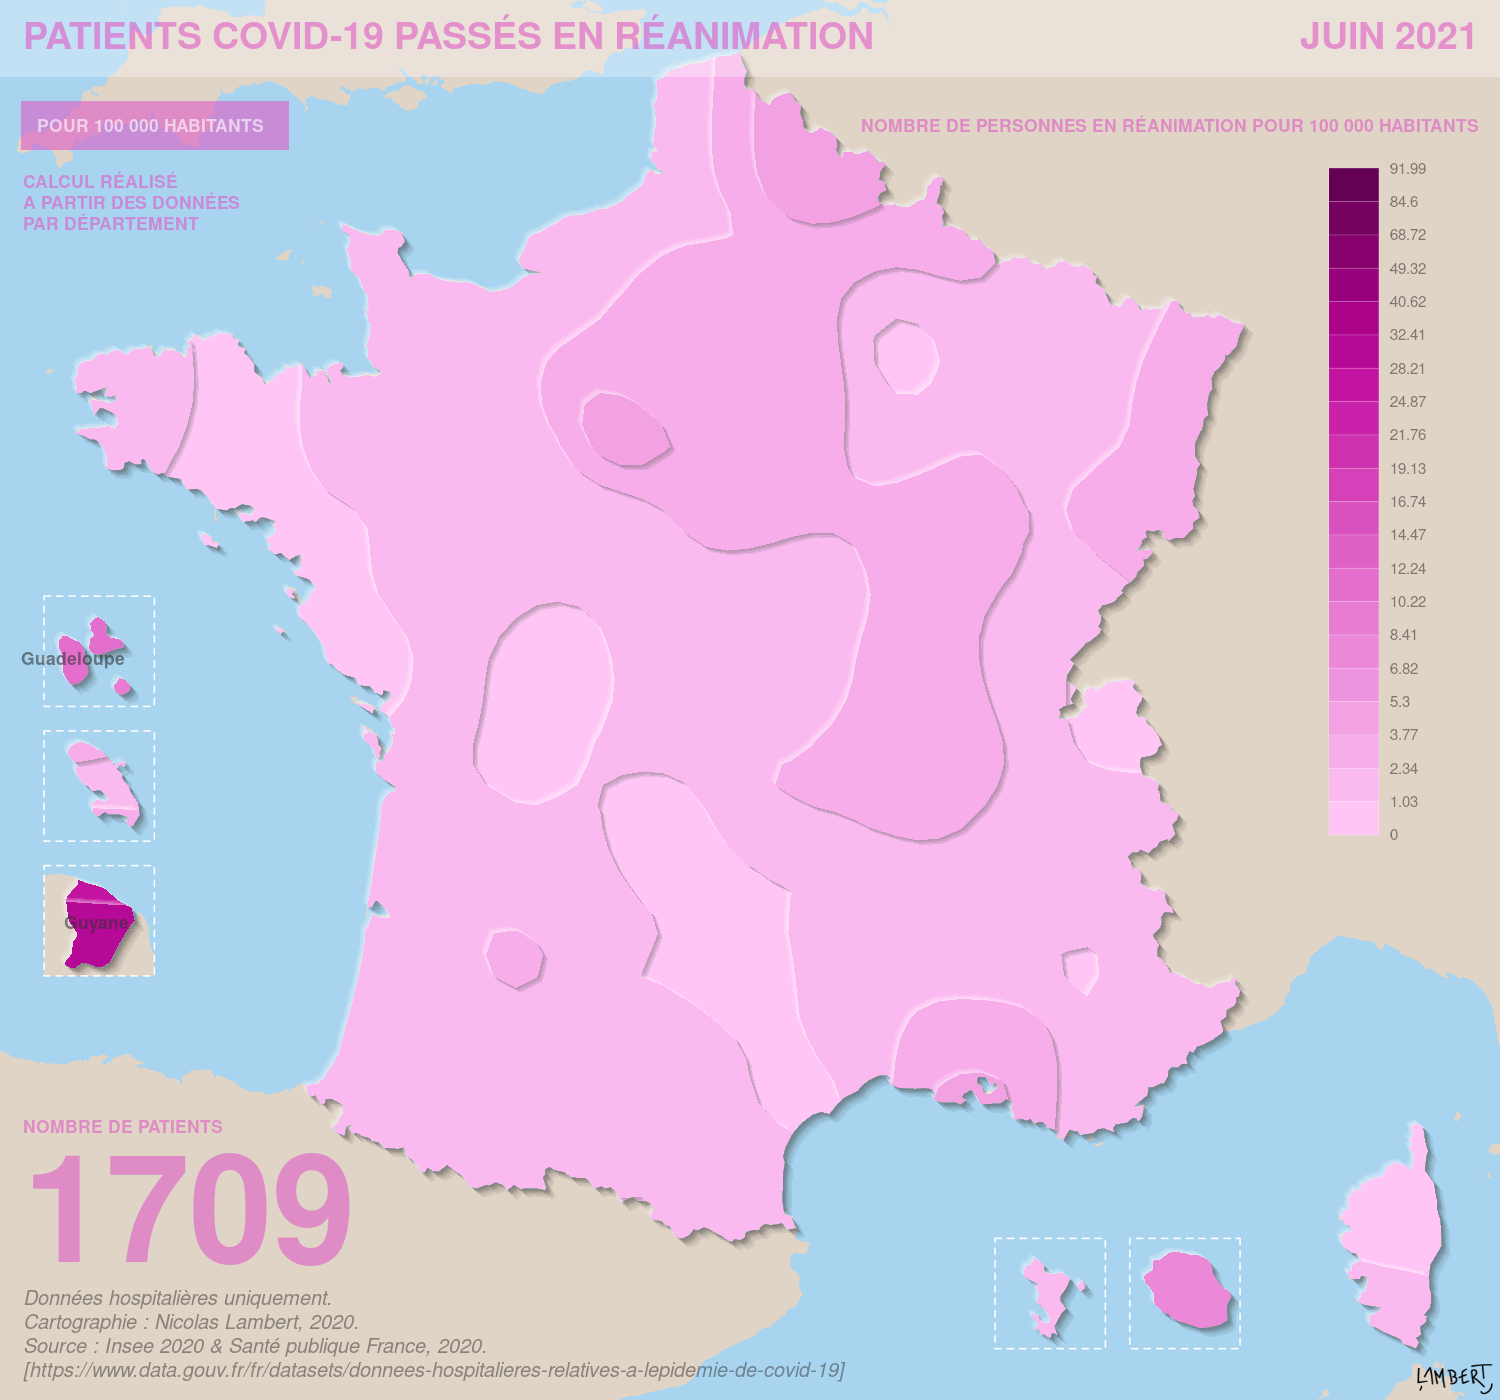 PATIENTS COVID-19 PASSÉS EN RÉANIMATION
JUIN 2021
POUR 100 000 HABITANTS
CALCUL RÉALISÉ
A PARTIR DES DONNÉES
PAR DÉPARTEMENT
NOMBRE DE PERSONNES EN RÉANIMATION POUR 100 000 HABITANTS
91.99
84.6
68.72
49.32
40.62
32.41
28.21
24.87
21.76
19.13
16.74
14.47
12.24
10.22
8.41
6.82
5.3
3.77
2.34
1.03
0
Guadeloupe
Guyane
NOMBRE DE PATIENTS
1709
Données hospitalières uniquement.
Cartographie : Nicolas Lambert, 2020.
Source : Insee 2020 & Santé publique France, 2020.
[https://www.data.gouv.fr/fr/datasets/donnees-hospitalieres-relatives-a-lepidemie-de-covid-19]
LAMBERT